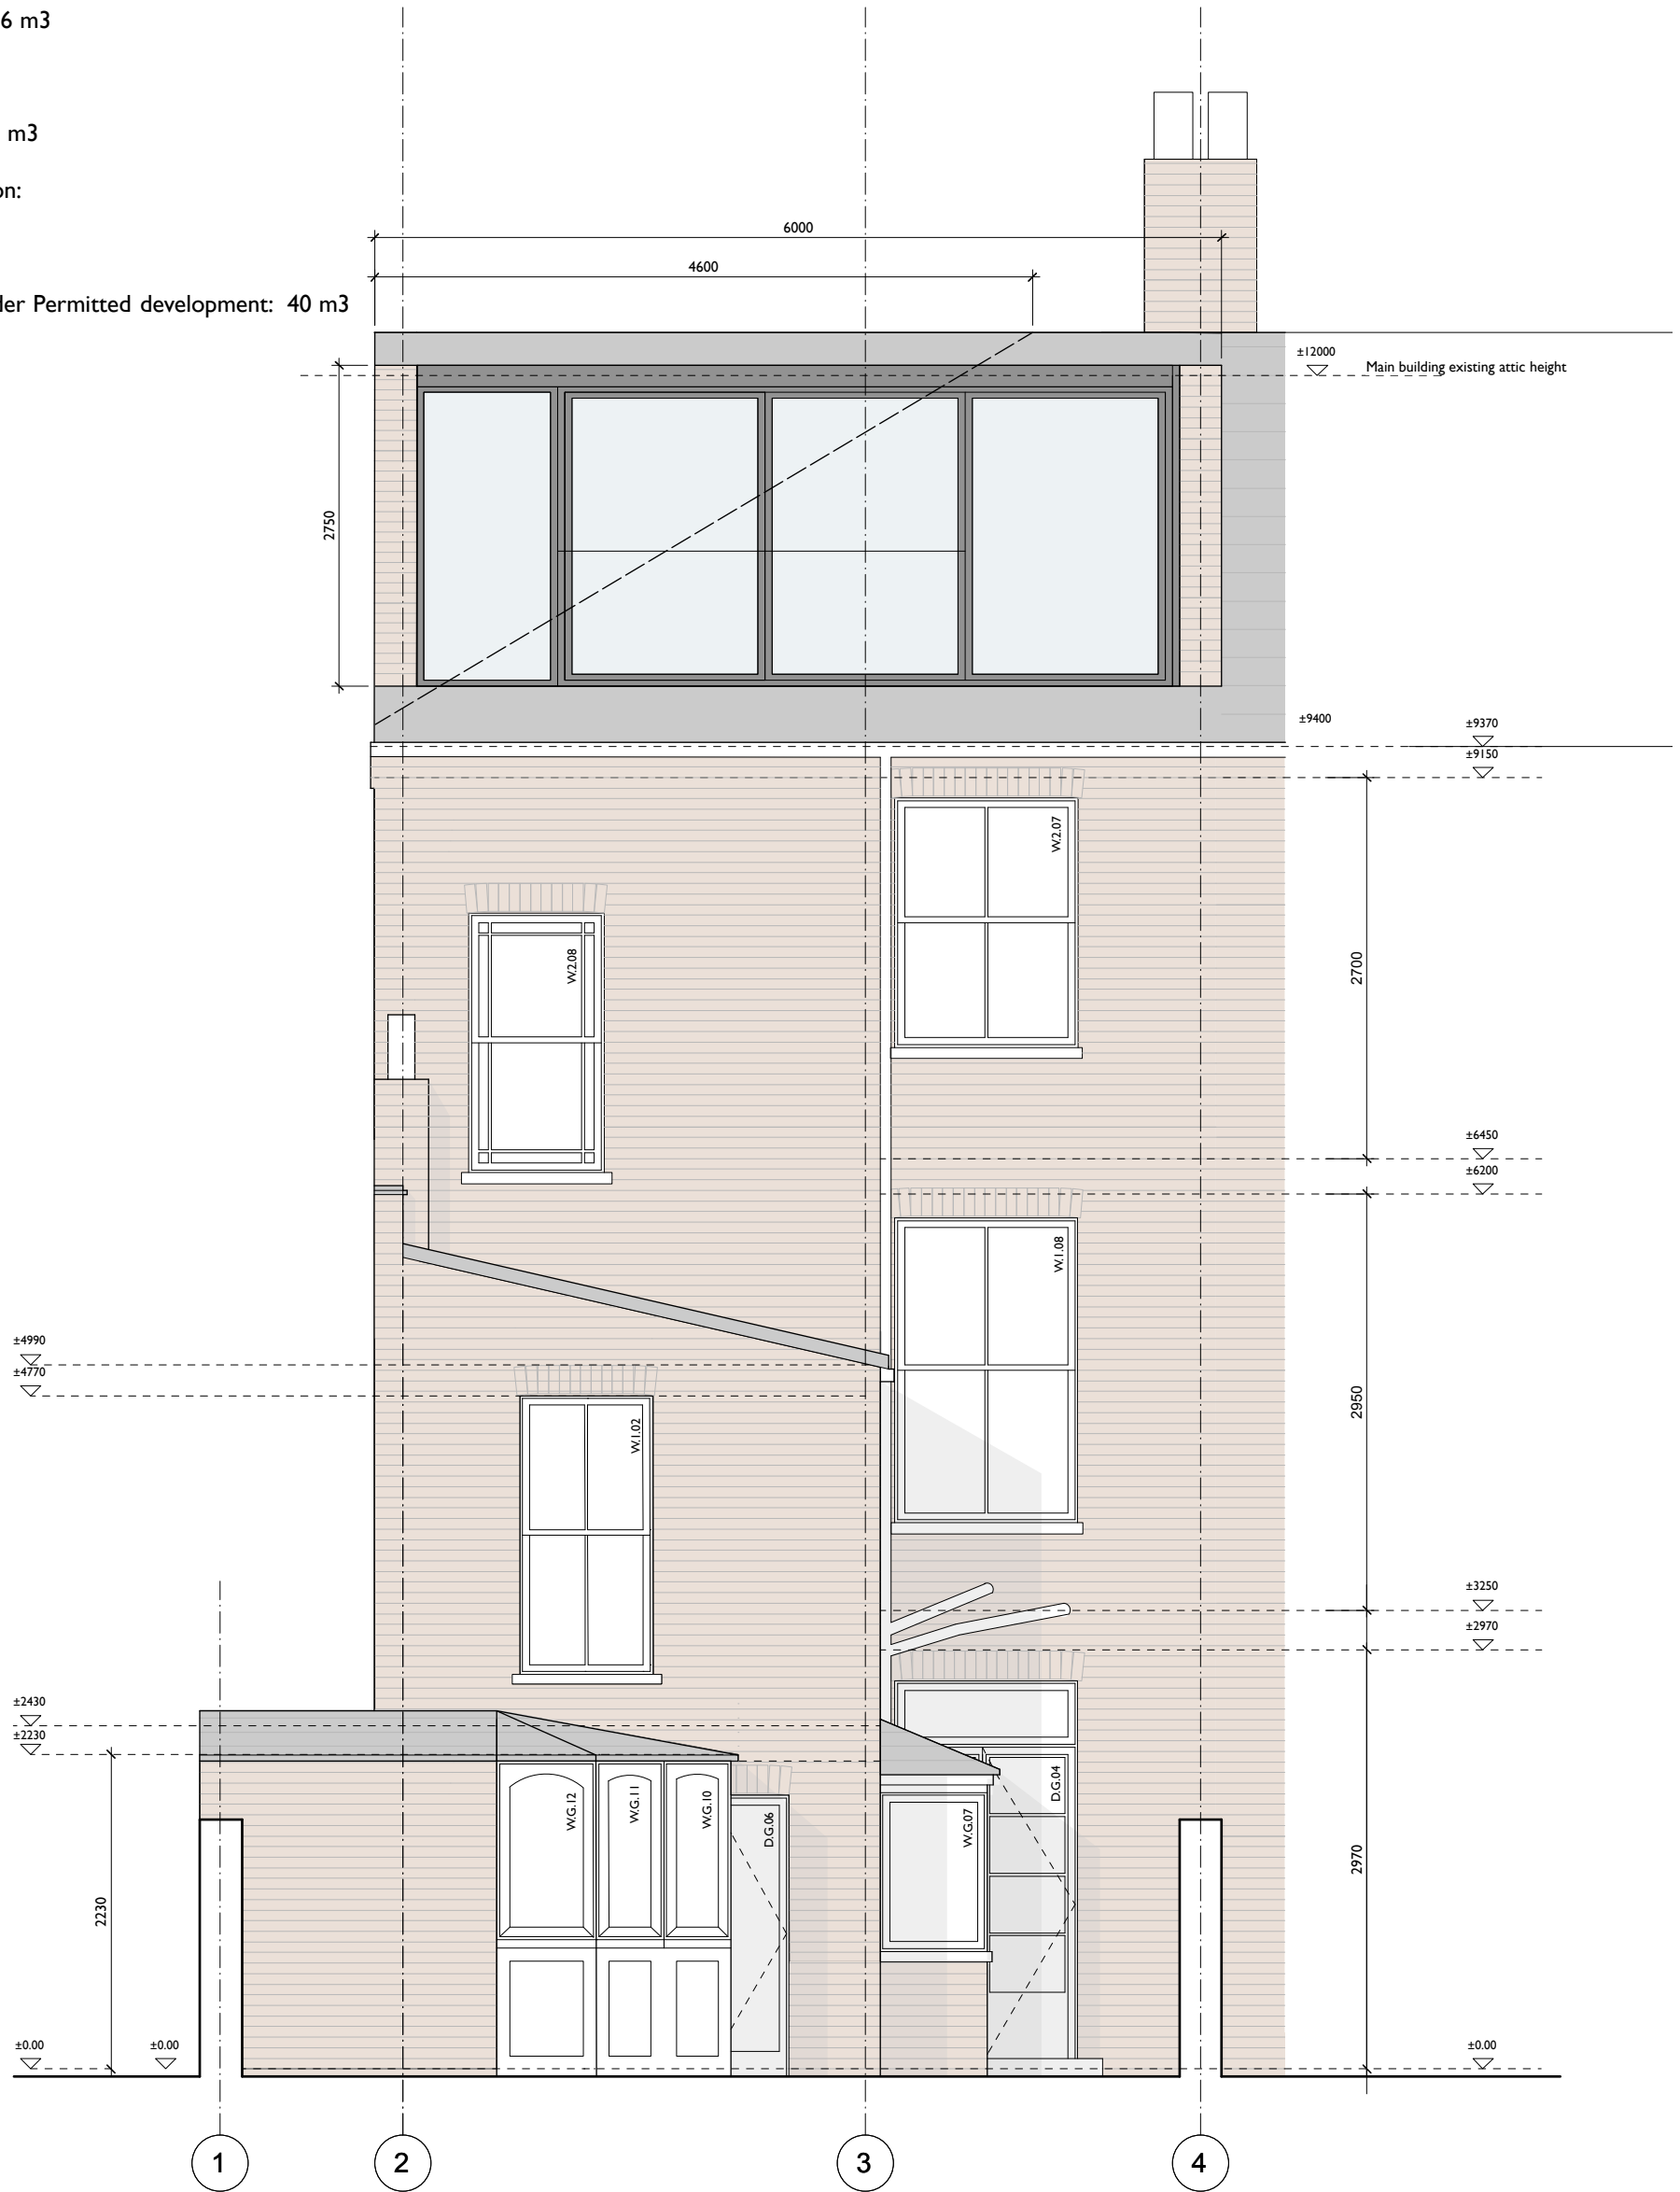 6 m3
m3
on:
der Permitted development: 40 m3
6000
4600
±12000
Main building existing attic height
2750
±9400
±9370
±9150
W.2.07
W.2.08
2700
±6450
±6200
W.1.08
±4990
±4770
W.1.02
2950
±3250
±2970
±2430
±2230
W.G.12
W.G.11
W.G.10
D.G.06
W.G.07
D.G.04
2970
2230
±0.00
±0.00
±0.00
1
2
3
4